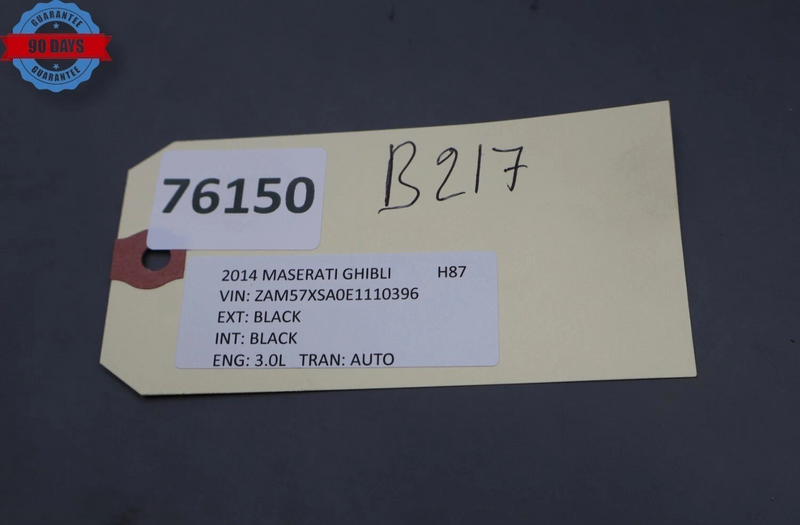 GUARANTEE
90 DAYS
GUARANTEE
B217
76150
2014 MASERATI GHIBLI H87
VIN: ZAM57XSA0E1110396
EXT: BLACK
INT: BLACK
ENG: 3.0L TRAN: AUTO